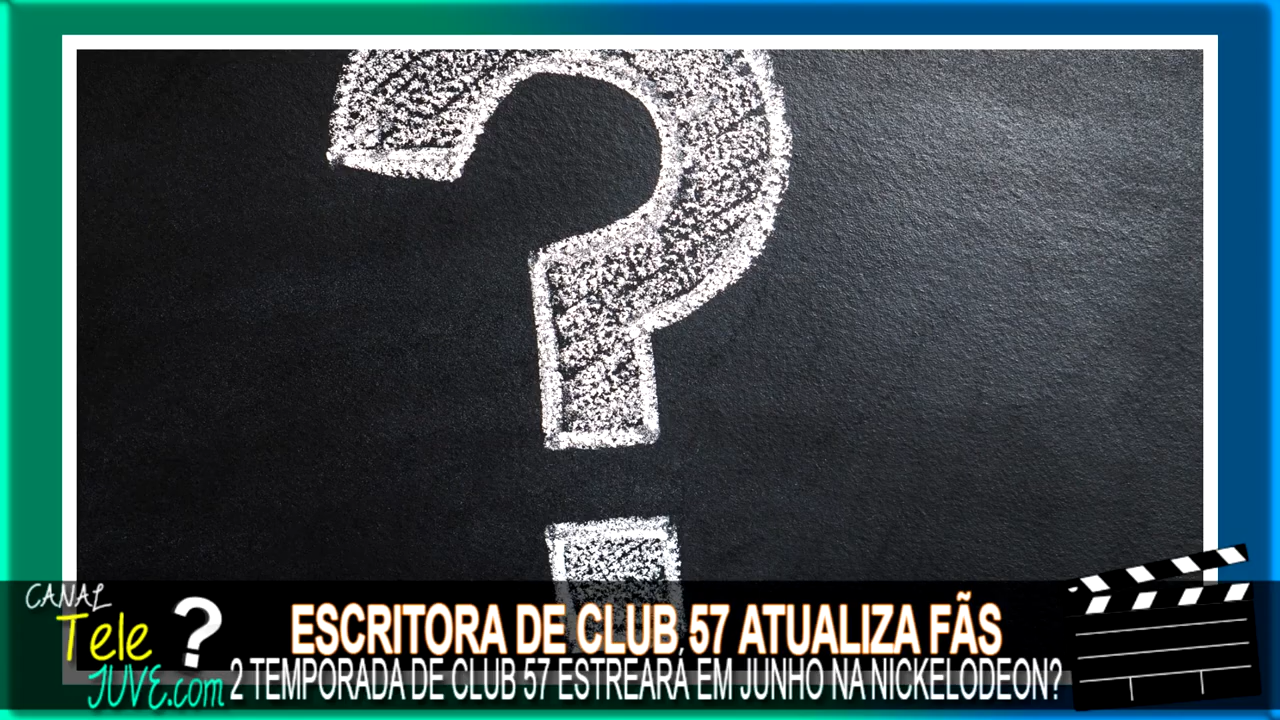 CANAL
Tele
JUVE.com
?
ESCRITORA DE CLUB 57 ATUALIZA FÃS
2 TEMPORADA DE CLUB 57 ESTREARÁ EM JUNHO NA NICKELODEON?